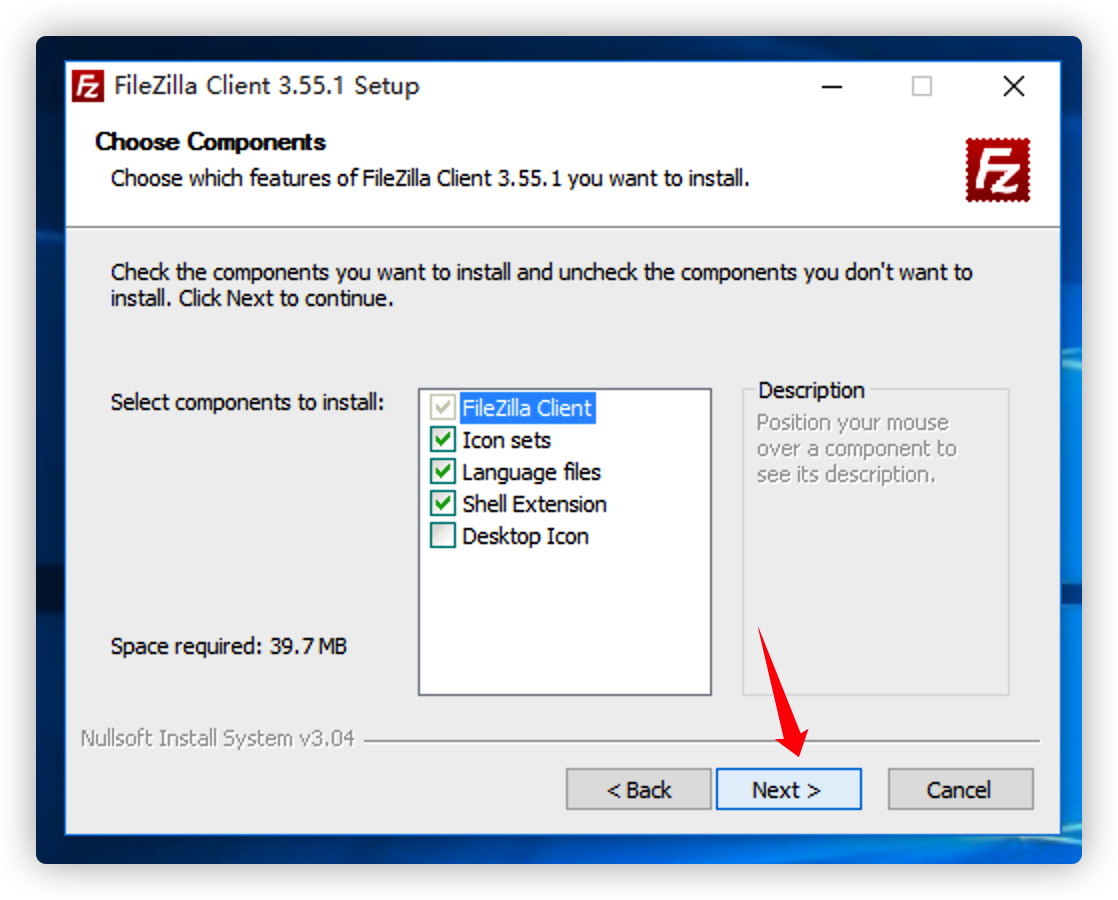 FileZilla Client 3.55.1 Setup
Choose Components
Choose which features of FileZilla Client 3.55.1 you want to install.
Fz
Check the components you want to install and uncheck the components you don't want to
install. Click Next to continue.
Select components to install:
FileZilla Client
Icon sets
Language files
Shell Extension
Desktop Icon
Description
Position your mouse
over a component to
see its description.
Space required: 39.7 MB
Nullsoft Install System v3.04
< Back
Next >
Cancel